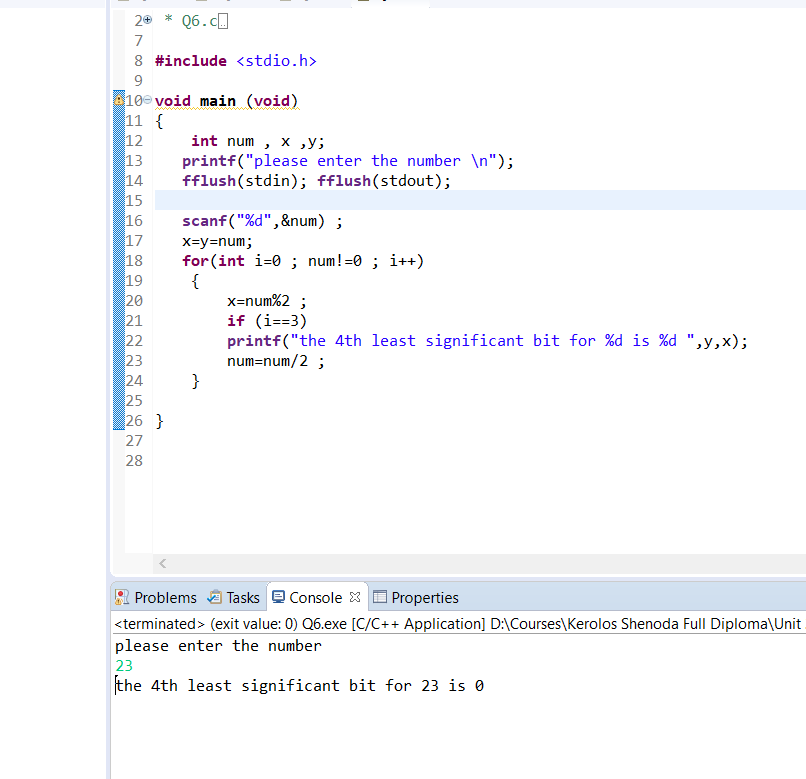 2 * Q6.c
7
8 #include <stdio.h>
9
10 void main (void)
11 {
12 int num , x ,y;
13 printf("please enter the number \n");
14 fflush(stdin); fflush(stdout);
15
16 scanf("%d",&num) ;
17 x=y=num;
18 for(int i=0 ; num!=0 ; i++)
19 {
20 x=num%2 ;
21 if (i==3)
22 printf("the 4th least significant bit for %d is %d ",y,x);
23 num=num/2 ;
24 }
25
26 }
27
28
Problems Tasks Console Properties
<terminated> (exit value: 0) Q6.exe [C/C++ Application] D:\Courses\Kerolos Shenoda Full Diploma\Unit
please enter the number
23
the 4th least significant bit for 23 is 0